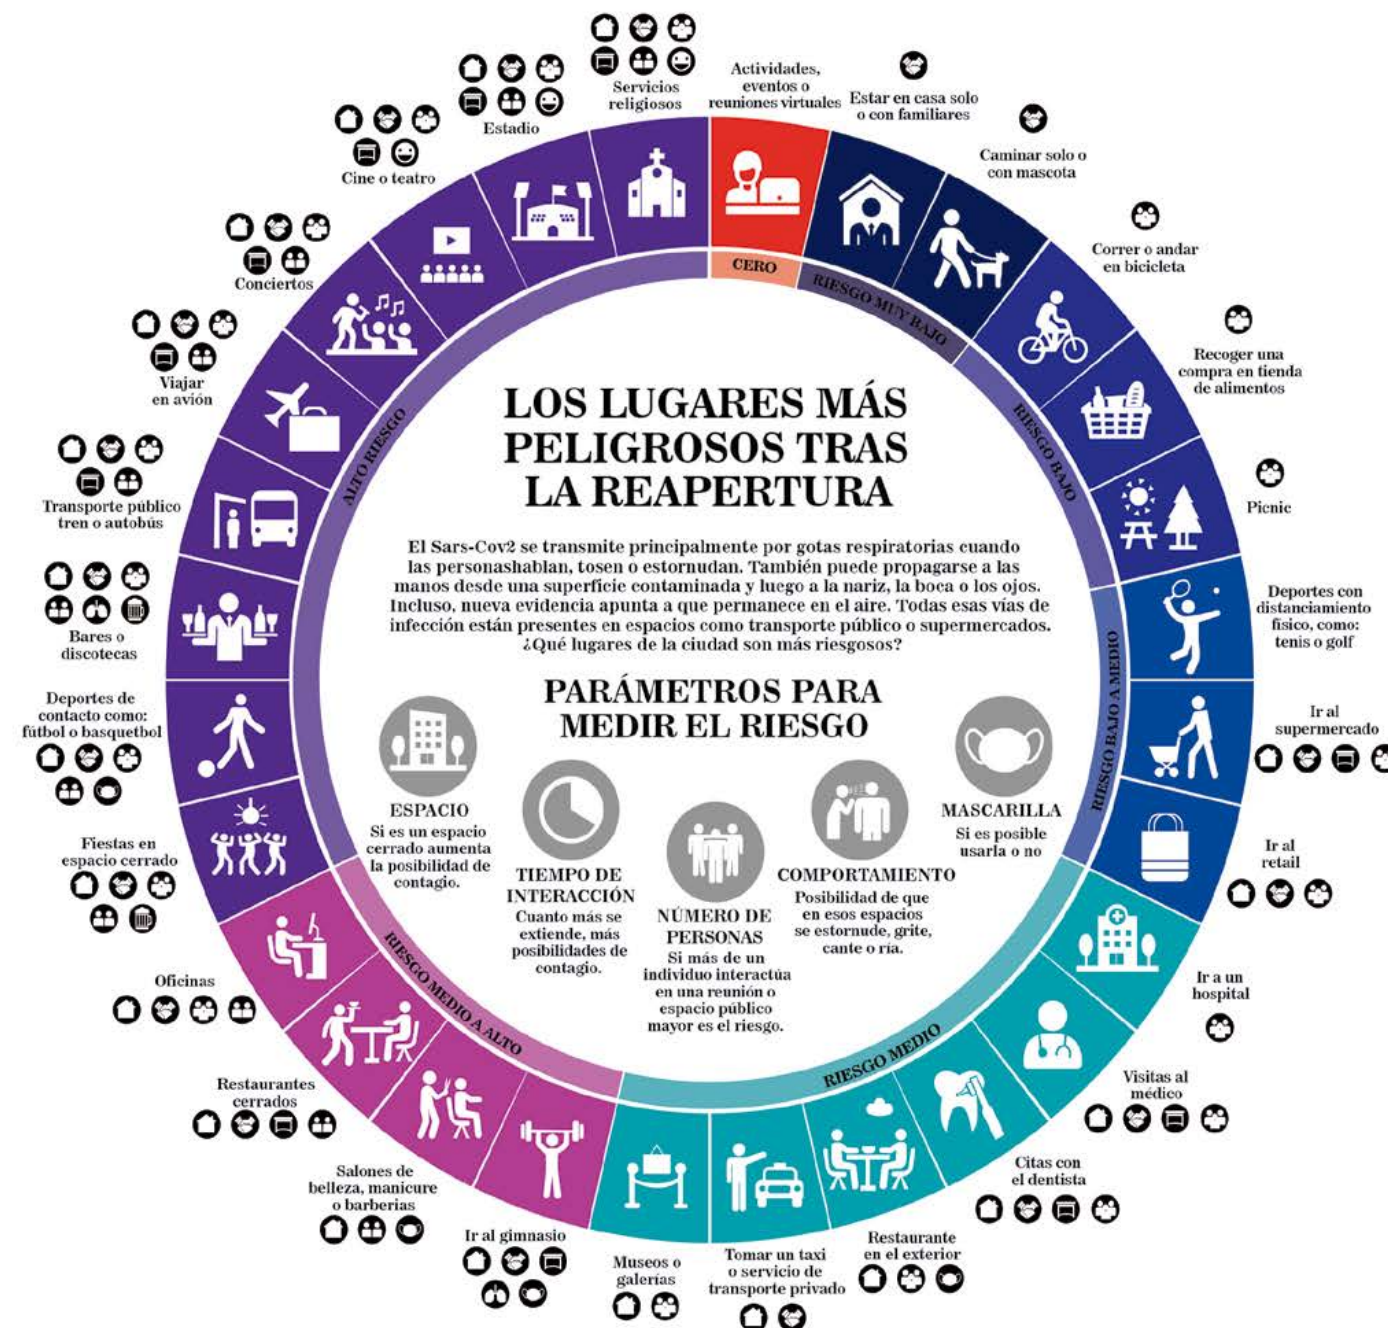 LOS LUGARES MÁS
PELIGROSOS TRAS
LA REAPERTURA
El Sars-Cov2 se transmite principalmente por gotas respiratorias cuando
las personashablan, tosen o estornudan. También puede propagarse a las
manos desde una superficie contaminada y luego a la nariz, la boca o los ojos.
Incluso, nueva evidencia apunta a que permanece en el aire. Todas esas vías de
infección están presentes en espacios como transporte público o supermercados.
¿Qué lugares de la ciudad son más riesgosos?
PARÁMETROS PARA
MEDIR EL RIESGO
ESPACIO
Si es un espacio
cerrado aumenta
la posibilidad de
contagio.
TIEMPO DE
INTERACCIÓN
Cuanto más se
extiende, más
posibilidades de
contagio.
NÚMERO DE
PERSONAS
Si más de un
individuo interactúa
en una reunión o
espacio público
mayor es el riesgo.
COMPORTAMIENTO
Posibilidad de que
en esos espacios
se estornude, grite,
cante o ría.
MASCARILLA
Si es posible
usarla o no
CERO
Actividades,
eventos o
reuniones virtuales
RIESGO MUY BAJO
Estar en casa solo
o con familiares
Caminar solo o
con mascota
RIESGO BAJO
Correr o andar
en bicicleta
Recoger una
compra en tienda
de alimentos
Picnic
RIESGO BAJO A MEDIO
Deportes con
distanciamiento
físico, como:
tenis o golf
Ir al
supermercado
Ir al
retail
RIESGO MEDIO
Ir a un
hospital
Visitas al
médico
Citas con
el dentista
Restaurante
en el exterior
Tomar un taxi
o servicio de
transporte privado
Museos o
galerías
RIESGO MEDIO A ALTO
Ir al gimnasio
Salones de
belleza, manicure
o barberias
Restaurantes
cerrados
Oficinas
ALTO RIESGO
Fiestas en
espacio cerrado
Deportes de
contacto como:
fútbol o basquetbol
Bares o
discotecas
Transporte público
tren o autobús
Viajar
en avión
Conciertos
Cine o teatro
Estadio
Servicios
religiosos